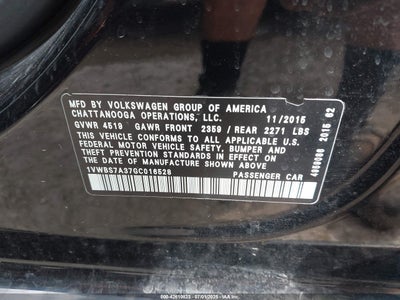 MFD BY VOLKSWAGEN GROUP OF AMERICA
CHATTANOOGA OPERATIONS, LLC. 11/2015
GVWR 4519 GAWR FRONT 2359 / REAR 2271 LBS
THIS VEHICLE CONFORMS TO ALL APPLICABLE U.S.
FEDERAL MOTOR VEHICLE SAFETY, BUMPER AND
THEFT PREVENTION STANDARDS IN EFFECT ON THE
DATE OF MANUFACTURE SHOWN ABOVE
1VWBS7A37GC016528 PASSENGER CAR